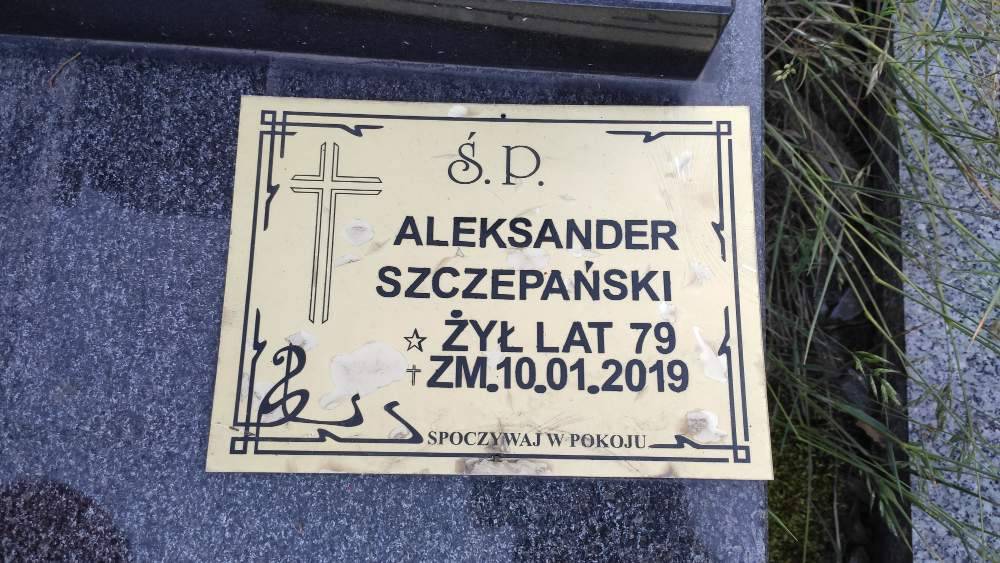 Ś. P.
ALEKSANDER
SZCZEPAŃSKI
ŻYŁ LAT 79
ZM.10.01.2019
SPOCZYWAJ W POKOJU